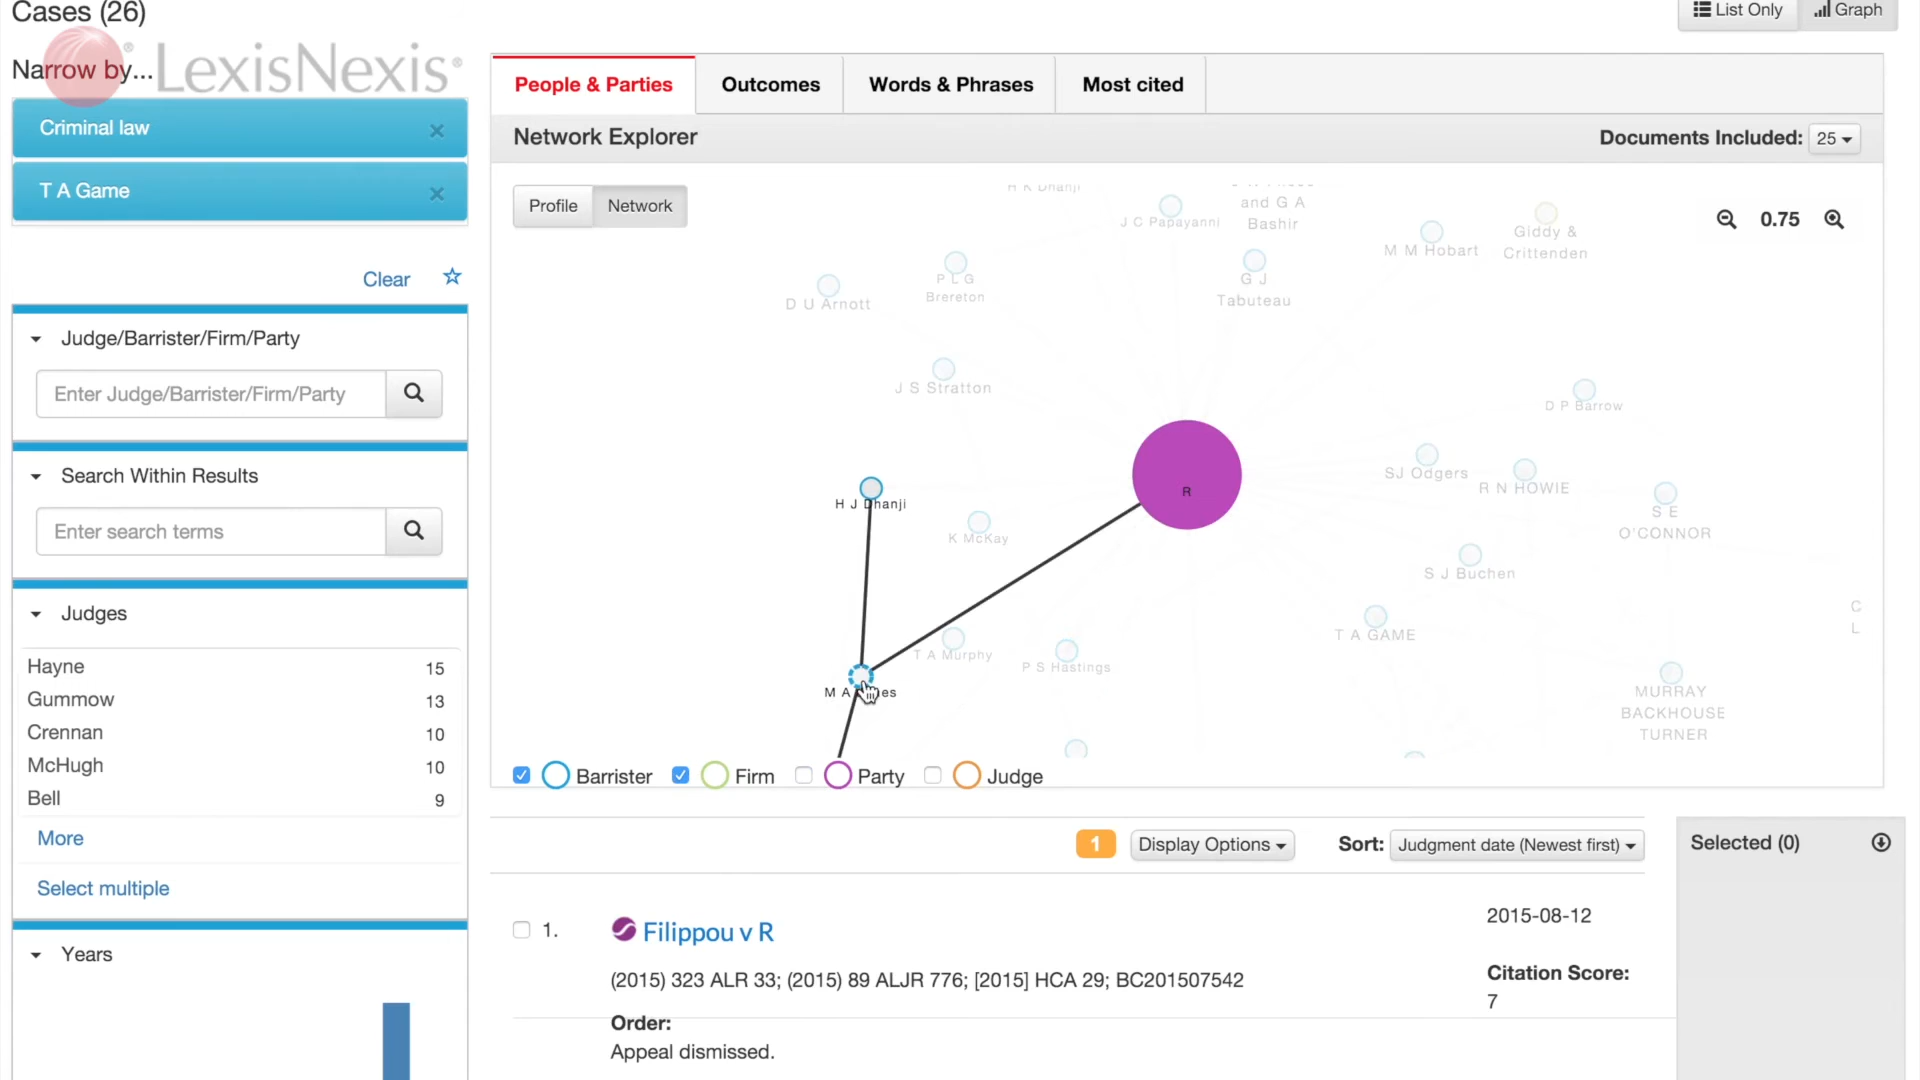 Cases (26)
List Only
Graph
Narrow by...
LexisNexis®
Criminal law
T A Game
Clear
Judge/Barrister/Firm/Party
Enter Judge/Barrister/Firm/Party
Search Within Results
Enter search terms
Judges
Hayne 15
Gummow 13
Crennan 10
McHugh 10
Bell 9
More
Select multiple
Years
People & Parties
Outcomes
Words & Phrases
Most cited
Network Explorer
Documents Included: 25
Profile
Network
0.75
H K Dhanji
J C Papayanni
and G A
Bashir
M M Hobart
Giddy &
Crittenden
P L G
Brereton
D U Arnott
G J
Tabuteau
J S Stratton
D P Barrow
SJ Odgers
R N HOWIE
R
H J Dhanji
S E
O'CONNOR
K McKay
S J Buchen
C
L
T A GAME
T A Murphy
P S Hastings
M A
es
MURRAY
BACKHOUSE
TURNER
Barrister
Firm
Party
Judge
1
Display Options
Sort: Judgment date (Newest first)
Selected (0)
1.
Filippou v R
2015-08-12
(2015) 323 ALR 33; (2015) 89 ALJR 776; [2015] HCA 29; BC201507542
Citation Score:
7
Order:
Appeal dismissed.